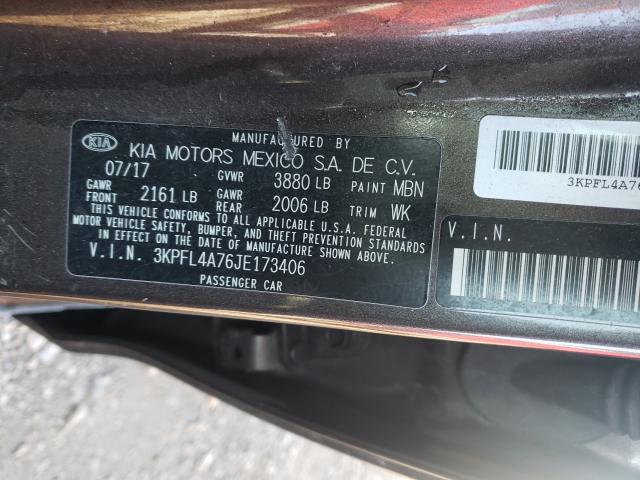 MANUFACTURED BY
KIA KIA MOTORS MEXICO S.A. DE C.V.
07/17 GVWR 3880 LB PAINT MBN
GAWR FRONT 2161 LB GAWR REAR 2006 LB TRIM WK
THIS VEHICLE CONFORMS TO ALL APPLICABLE U.S.A. FEDERAL
MOTOR VEHICLE SAFETY, BUMPER, AND THEFT PREVENTION STANDARDS
IN EFFECT ON THE DATE OF MANUFACTURE SHOWN ABOVE.
V.I.N. 3KPFL4A76JE173406
PASSENGER CAR
3KPFL4A76
V.I.N.